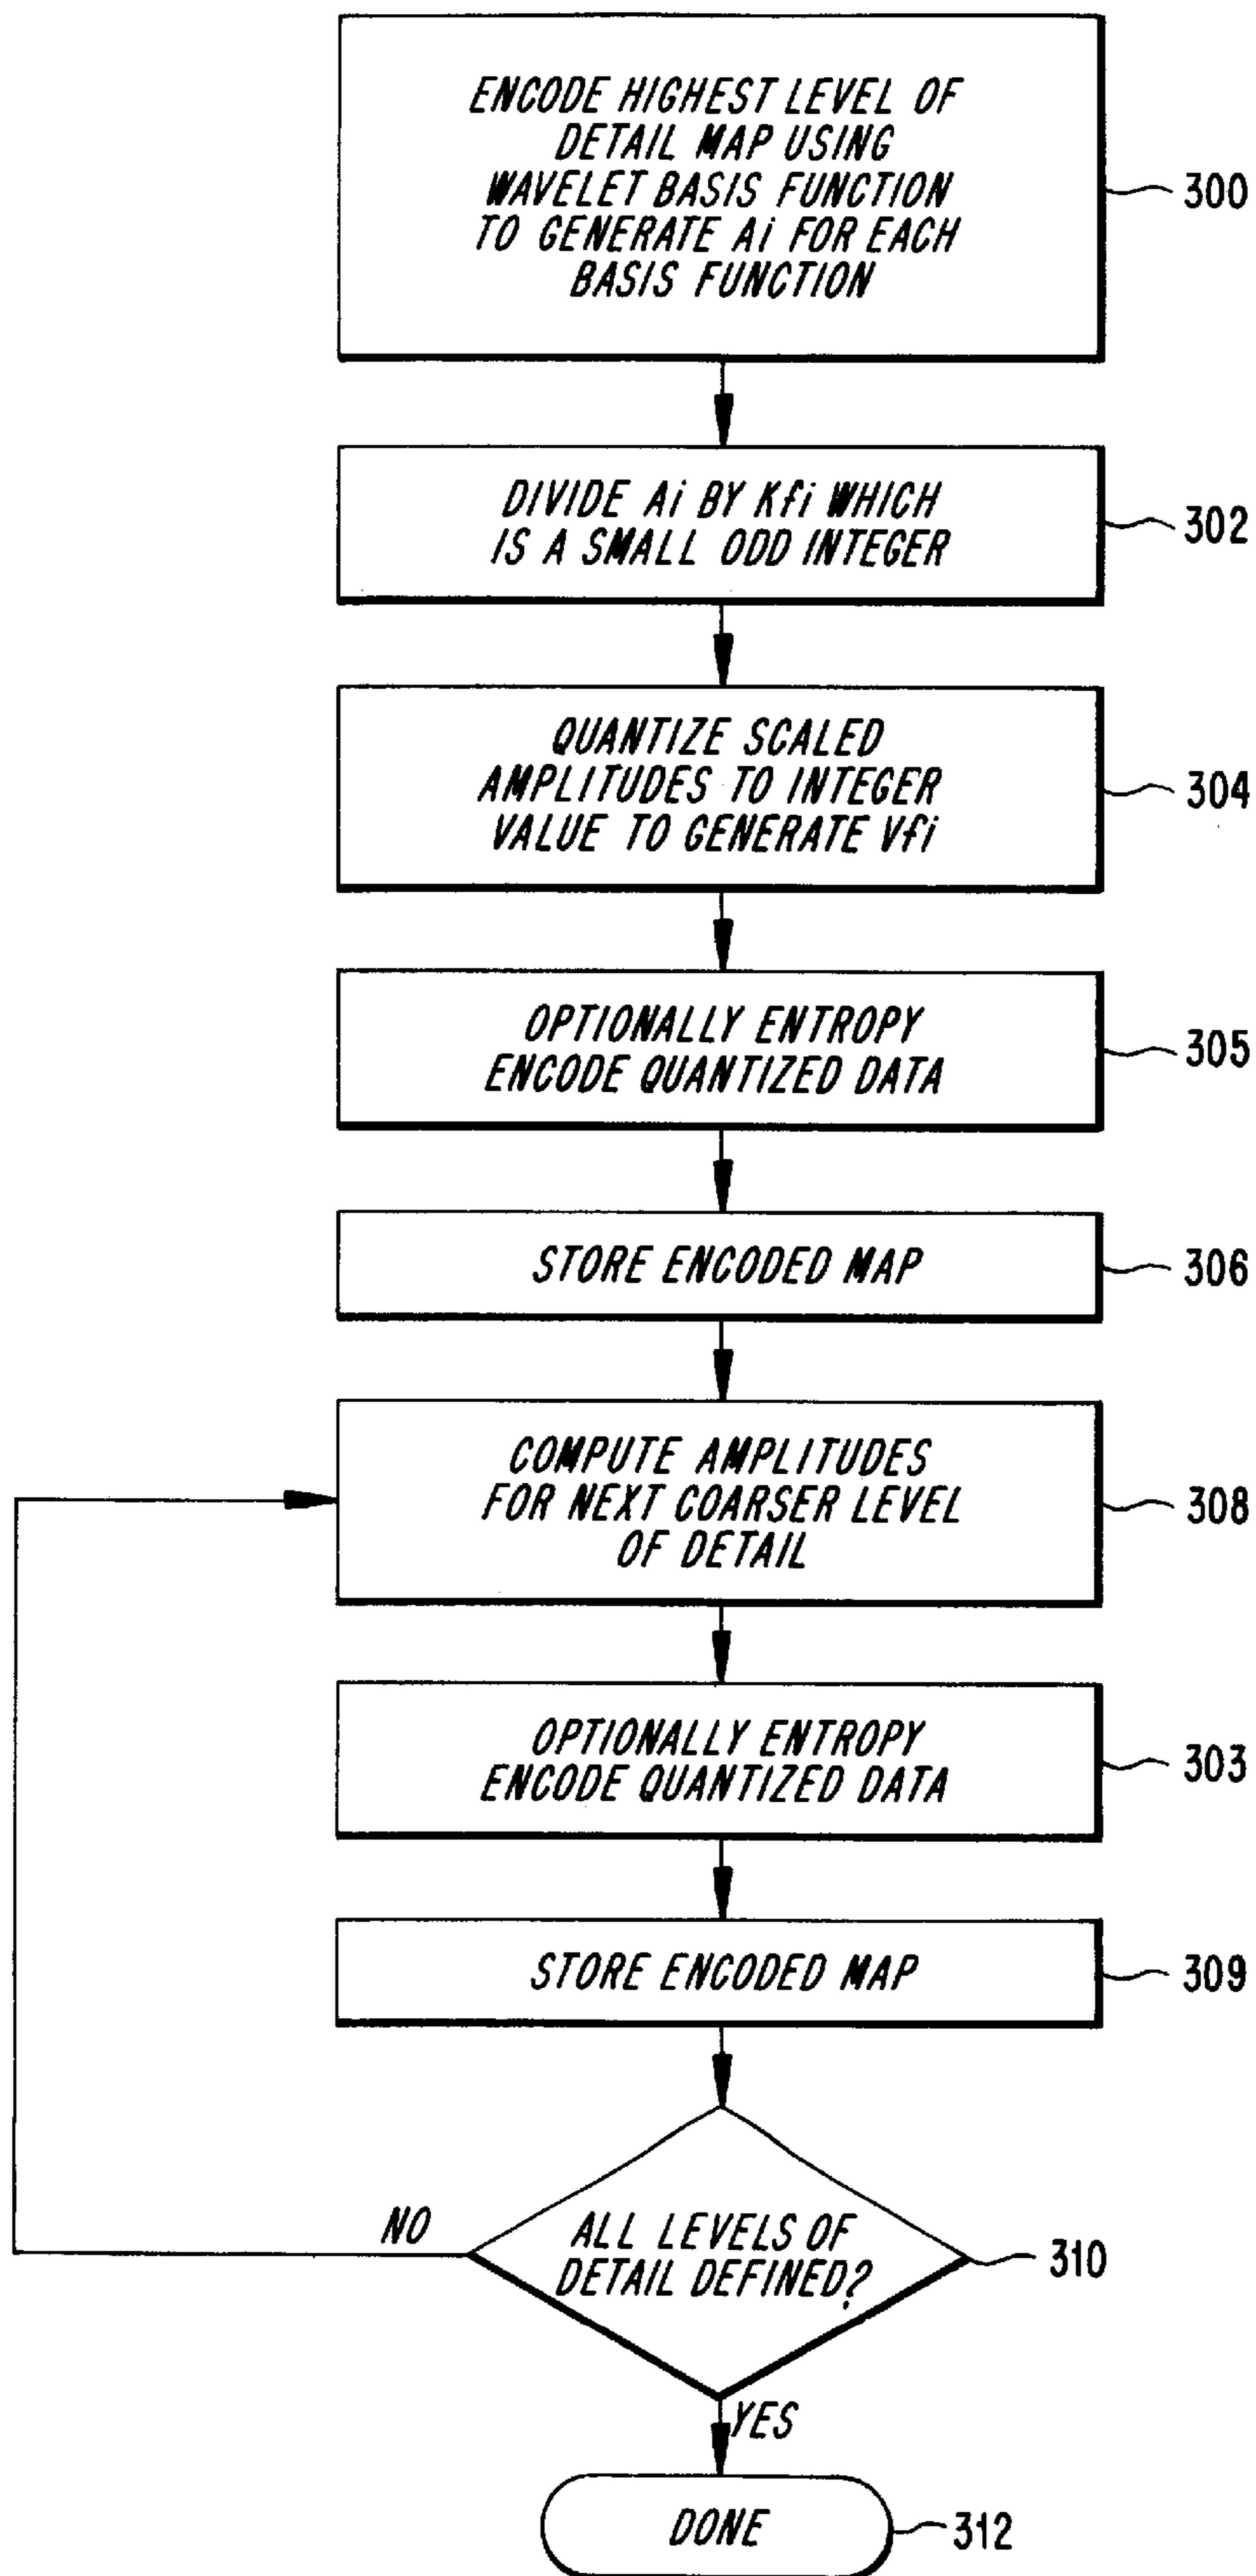 ENCODE HIGHEST LEVEL OF
DETAIL MAP USING
WAVELET BASIS FUNCTION
TO GENERATE Ai FOR EACH
BASIS FUNCTION
300
DIVIDE Ai BY Kfi WHICH
IS A SMALL ODD INTEGER
302
QUANTIZE SCALED
AMPLITUDES TO INTEGER
VALUE TO GENERATE Vfi
304
OPTIONALLY ENTROPY
ENCODE QUANTIZED DATA
305
STORE ENCODED MAP
306
COMPUTE AMPLITUDES
FOR NEXT COARSER LEVEL
OF DETAIL
308
OPTIONALLY ENTROPY
ENCODE QUANTIZED DATA
303
STORE ENCODED MAP
309
NO
ALL LEVELS OF
DETAIL DEFINED?
310
YES
DONE
312